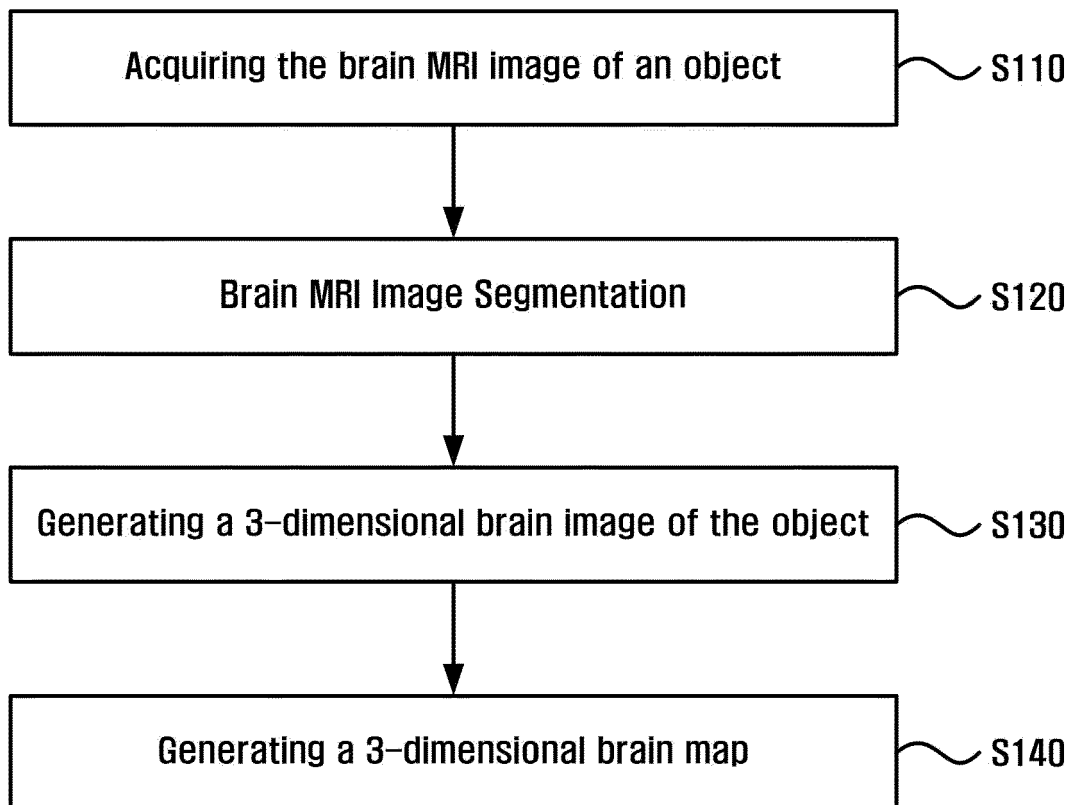 Acquiring the brain MRI image of an object S110
Brain MRI Image Segmentation S120
Generating a 3-dimensional brain image of the object S130
Generating a 3-dimensional brain map S140